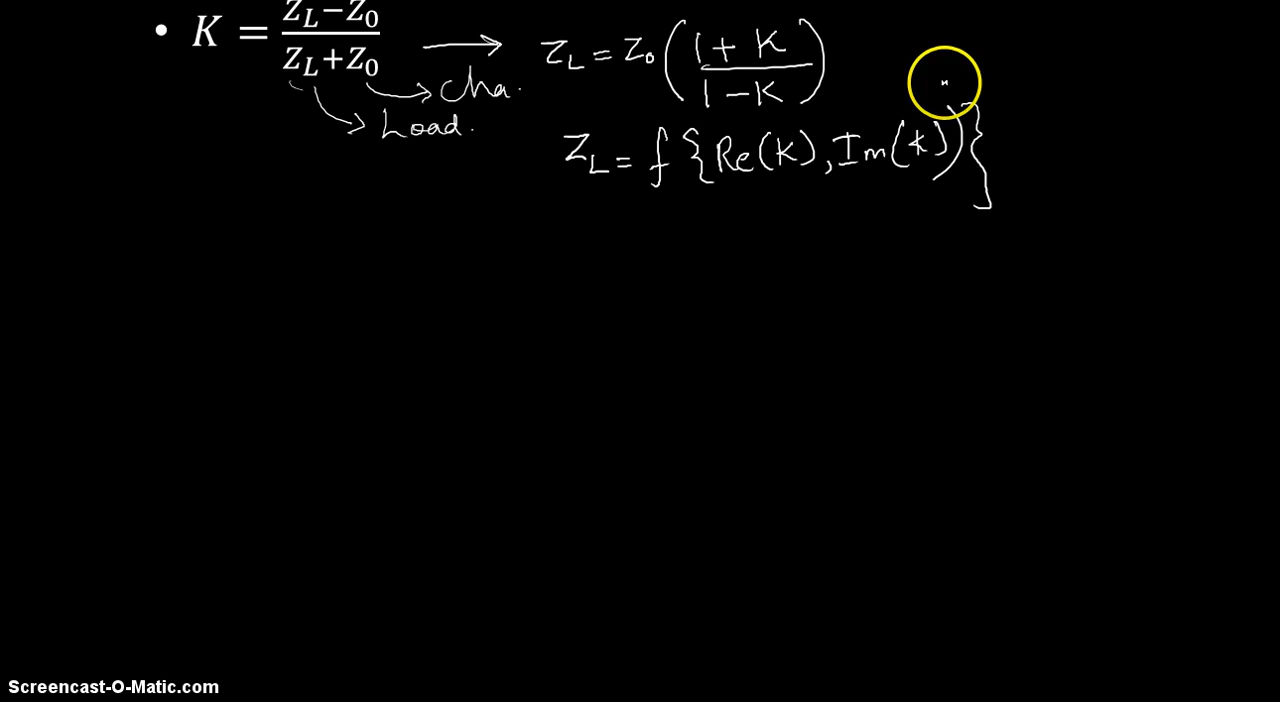 • K = (Z_L−Z_0)/(Z_L+Z_0) → Z_L = Z_0 ( (1 + K)/(1 − K) )
cha.
Load.
Z_L = f {Re(K), Im(K))}
Screencast-O-Matic.com